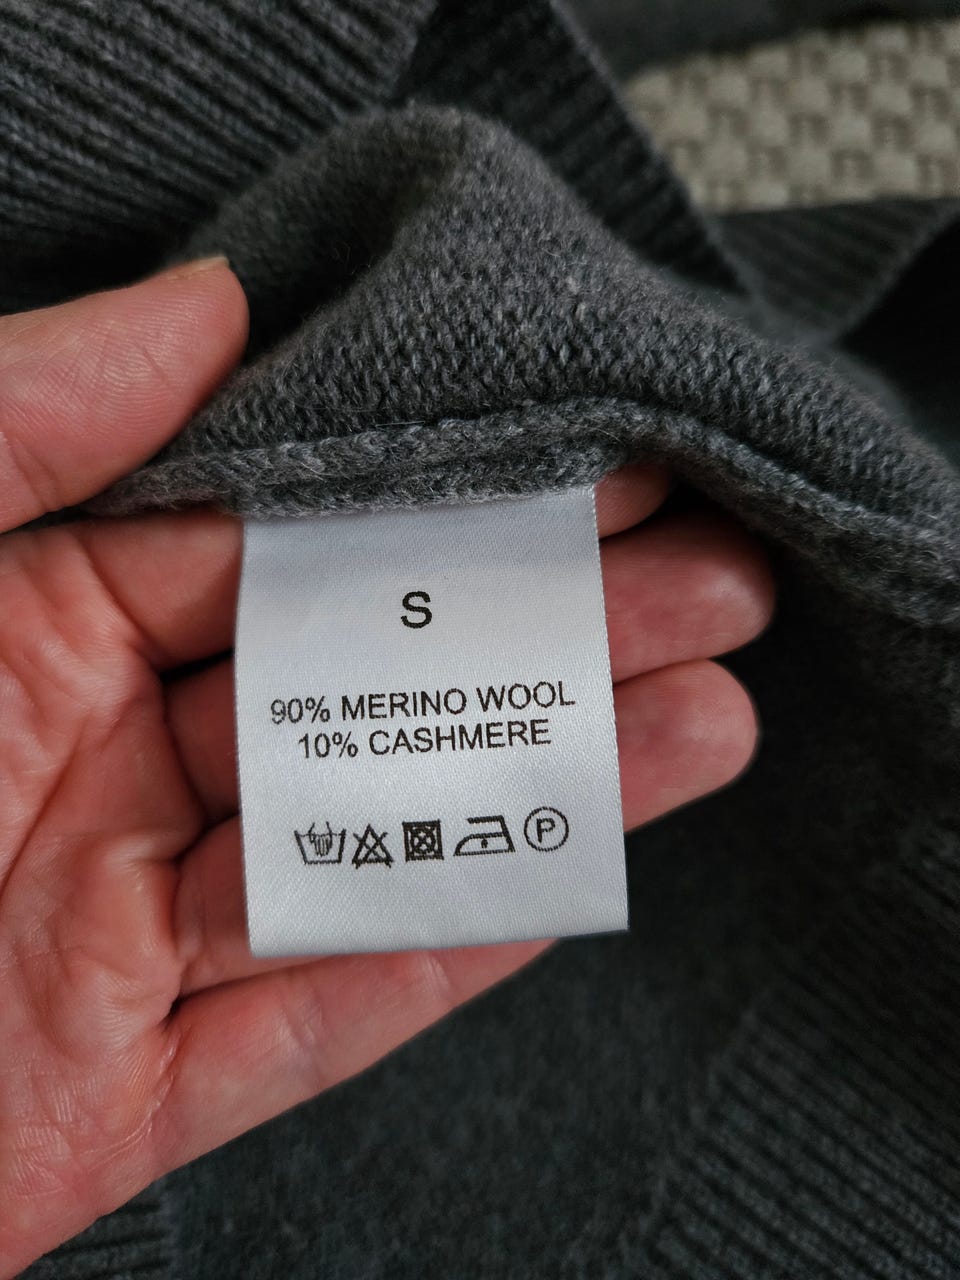 S
90% MERINO WOOL
10% CASHMERE
P